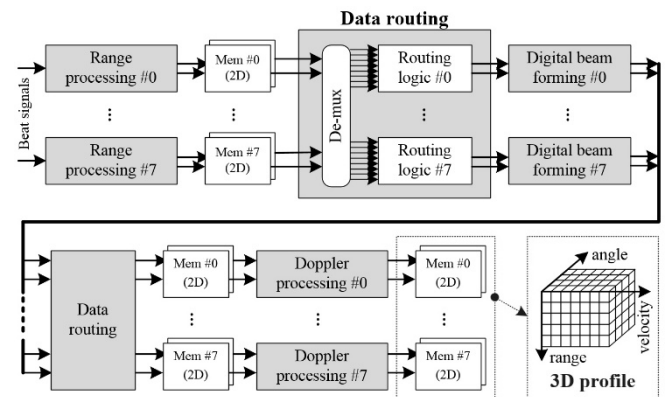 Data routing
Beat signals
Range
processing #0
Mem #0
(2D)
De-mux
Routing
logic #0
Digital beam
forming #0
Range
processing #7
Mem #7
(2D)
Routing
logic #7
Digital beam
forming #7
Data
routing
Mem #0
(2D)
Doppler
processing #0
Mem #0
(2D)
Mem #7
(2D)
Doppler
processing #7
Mem #7
(2D)
angle
velocity
range
3D profile